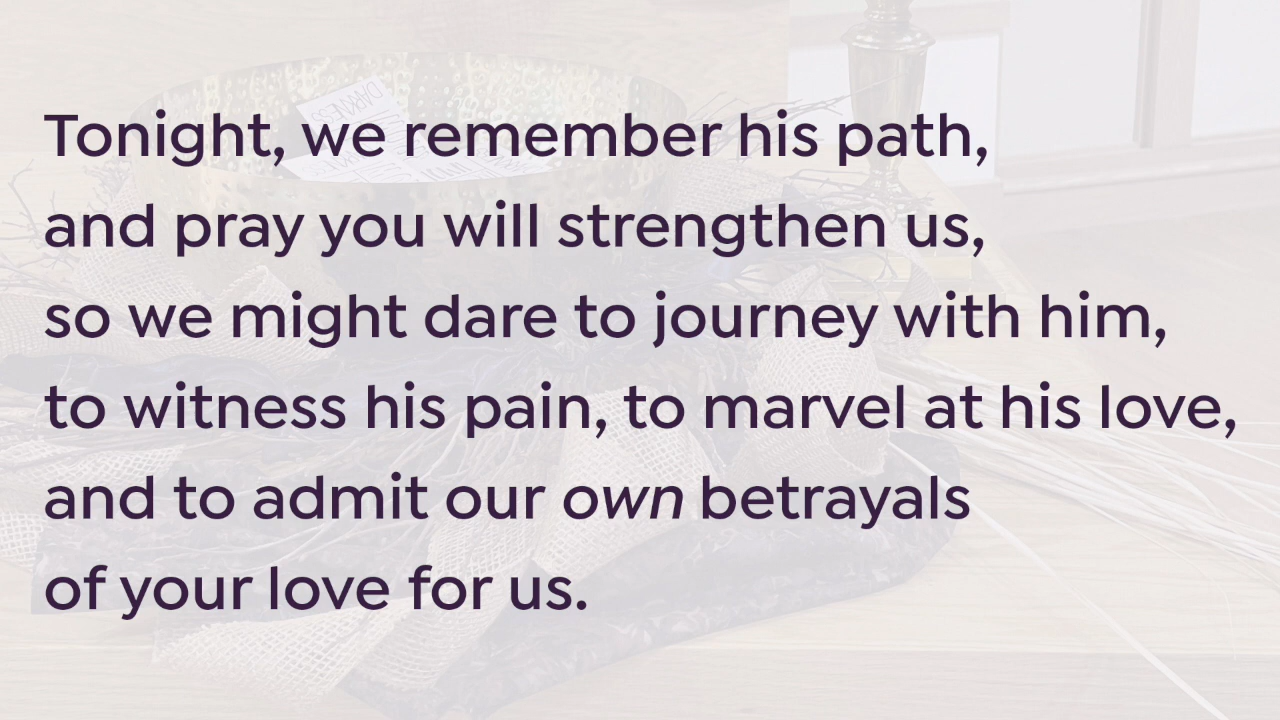 Tonight, we remember his path,
and pray you will strengthen us,
so we might dare to journey with him,
to witness his pain, to marvel at his love,
and to admit our own betrayals
of your love for us.
DARKNESS